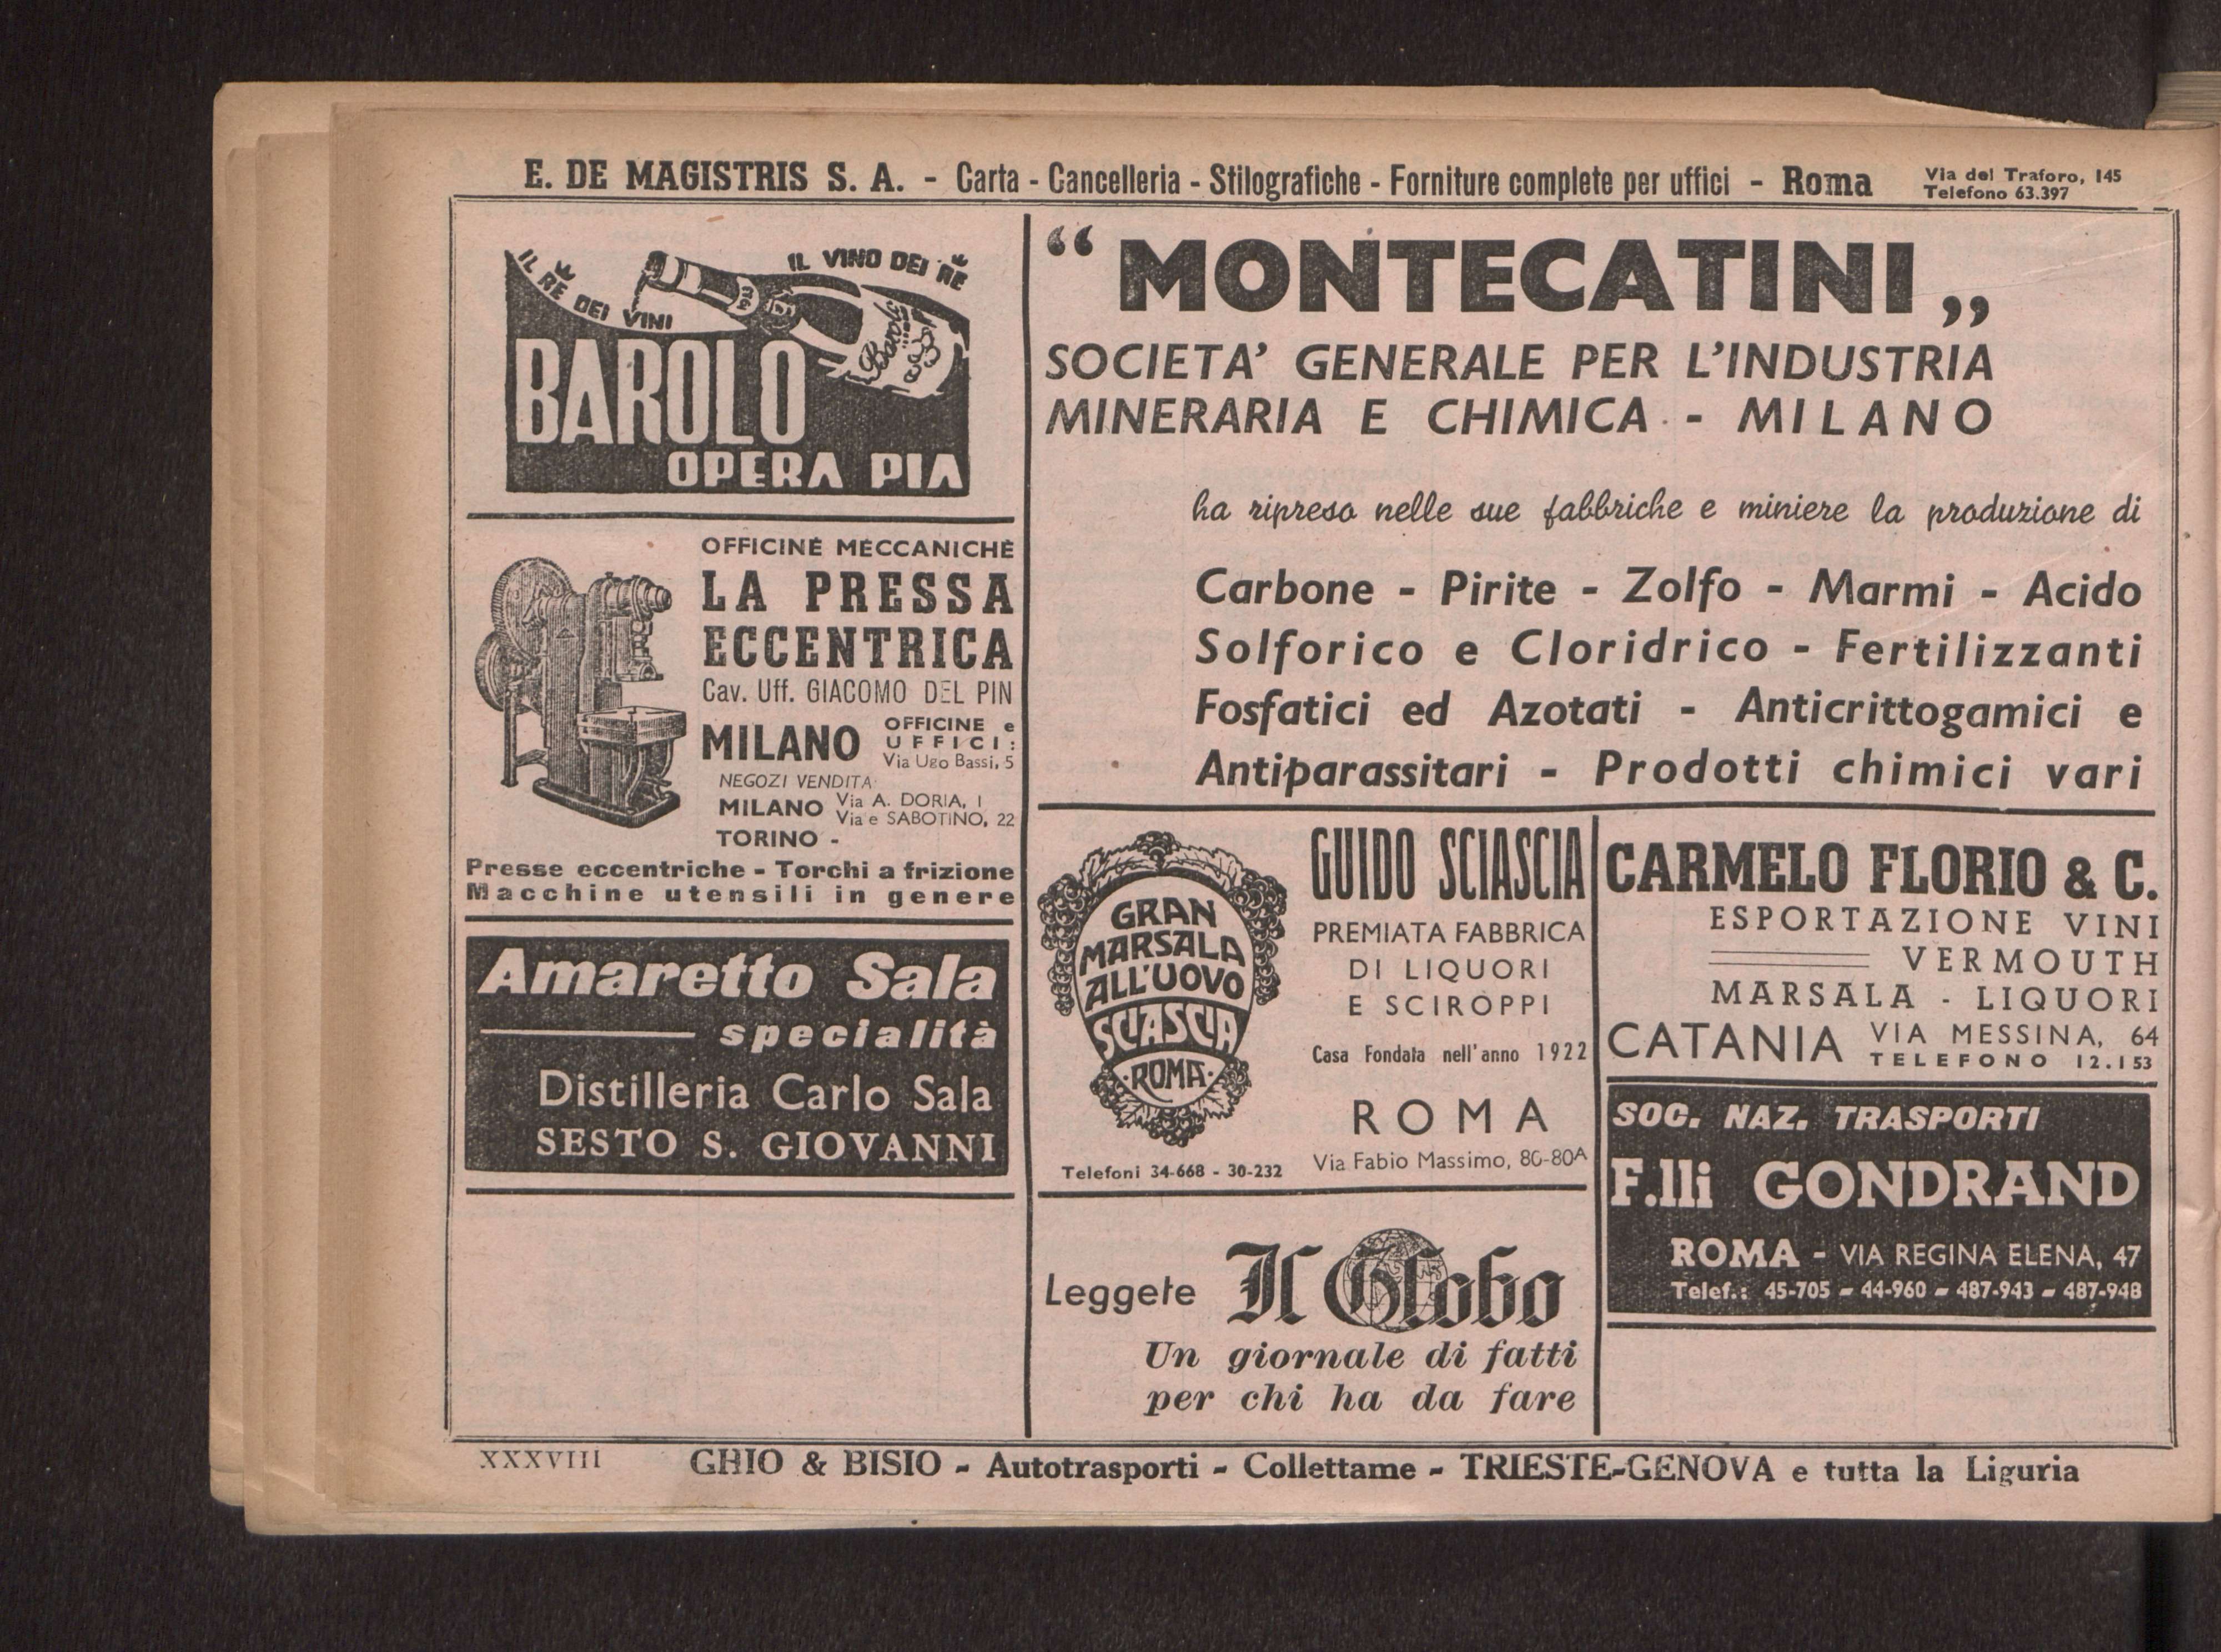 E. DE MAGISTRIS S. A. - Carta - Cancelleria - Stilografiche - Forniture complete per uffici - Roma
Via del Traforo, 145
Telefono 63.397
IL RE DEI VINI
IL VINO DEI RE
Barolo
BAROLO
OPERA PIA
OFFICINE MECCANICHE
LA PRESSA
ECCENTRICA
Cav. Uff. GIACOMO DEL PIN
MILANO
OFFICINE e
UFFICI:
Via Ugo Bassi, 5
NEGOZI VENDITA:
MILANO
Via A. DORIA, 1
Via e SABOTINO, 22
TORINO -
Presse eccentriche - Torchi a frizione
Macchine utensili in genere
Amaretto Sala
specialità
Distilleria Carlo Sala
SESTO S. GIOVANNI
“MONTECATINI„
SOCIETA' GENERALE PER L'INDUSTRIA
MINERARIA E CHIMICA - MILANO
ha ripreso nelle sue fabbriche e miniere la produzione di
Carbone - Pirite - Zolfo - Marmi - Acido
Solforico e Cloridrico - Fertilizzanti
Fosfatici ed Azotati - Anticrittogamici e
Antiparassitari - Prodotti chimici vari
GRAN
MARSALA
ALL'UOVO
SCIASCIA
·ROMA·
Telefoni 34-668 - 30-232
GUIDO SCIASCIA
PREMIATA FABBRICA
DI LIQUORI
E SCIROPPI
Casa Fondata nell'anno 1922
ROMA
Via Fabio Massimo, 80-80A
Leggete Il Globo
Un giornale di fatti
per chi ha da fare
CARMELO FLORIO & C.
ESPORTAZIONE VINI
VERMOUTH
MARSALA - LIQUORI
CATANIA
VIA MESSINA, 64
TELEFONO 12.153
SOC. NAZ. TRASPORTI
F.lli GONDRAND
ROMA - VIA REGINA ELENA, 47
Telef.: 45-705 - 44-960 - 487-943 - 487-948
XXXVIII
GHIO & BISIO - Autotrasporti - Collettame - TRIESTE-GENOVA e tutta la Liguria